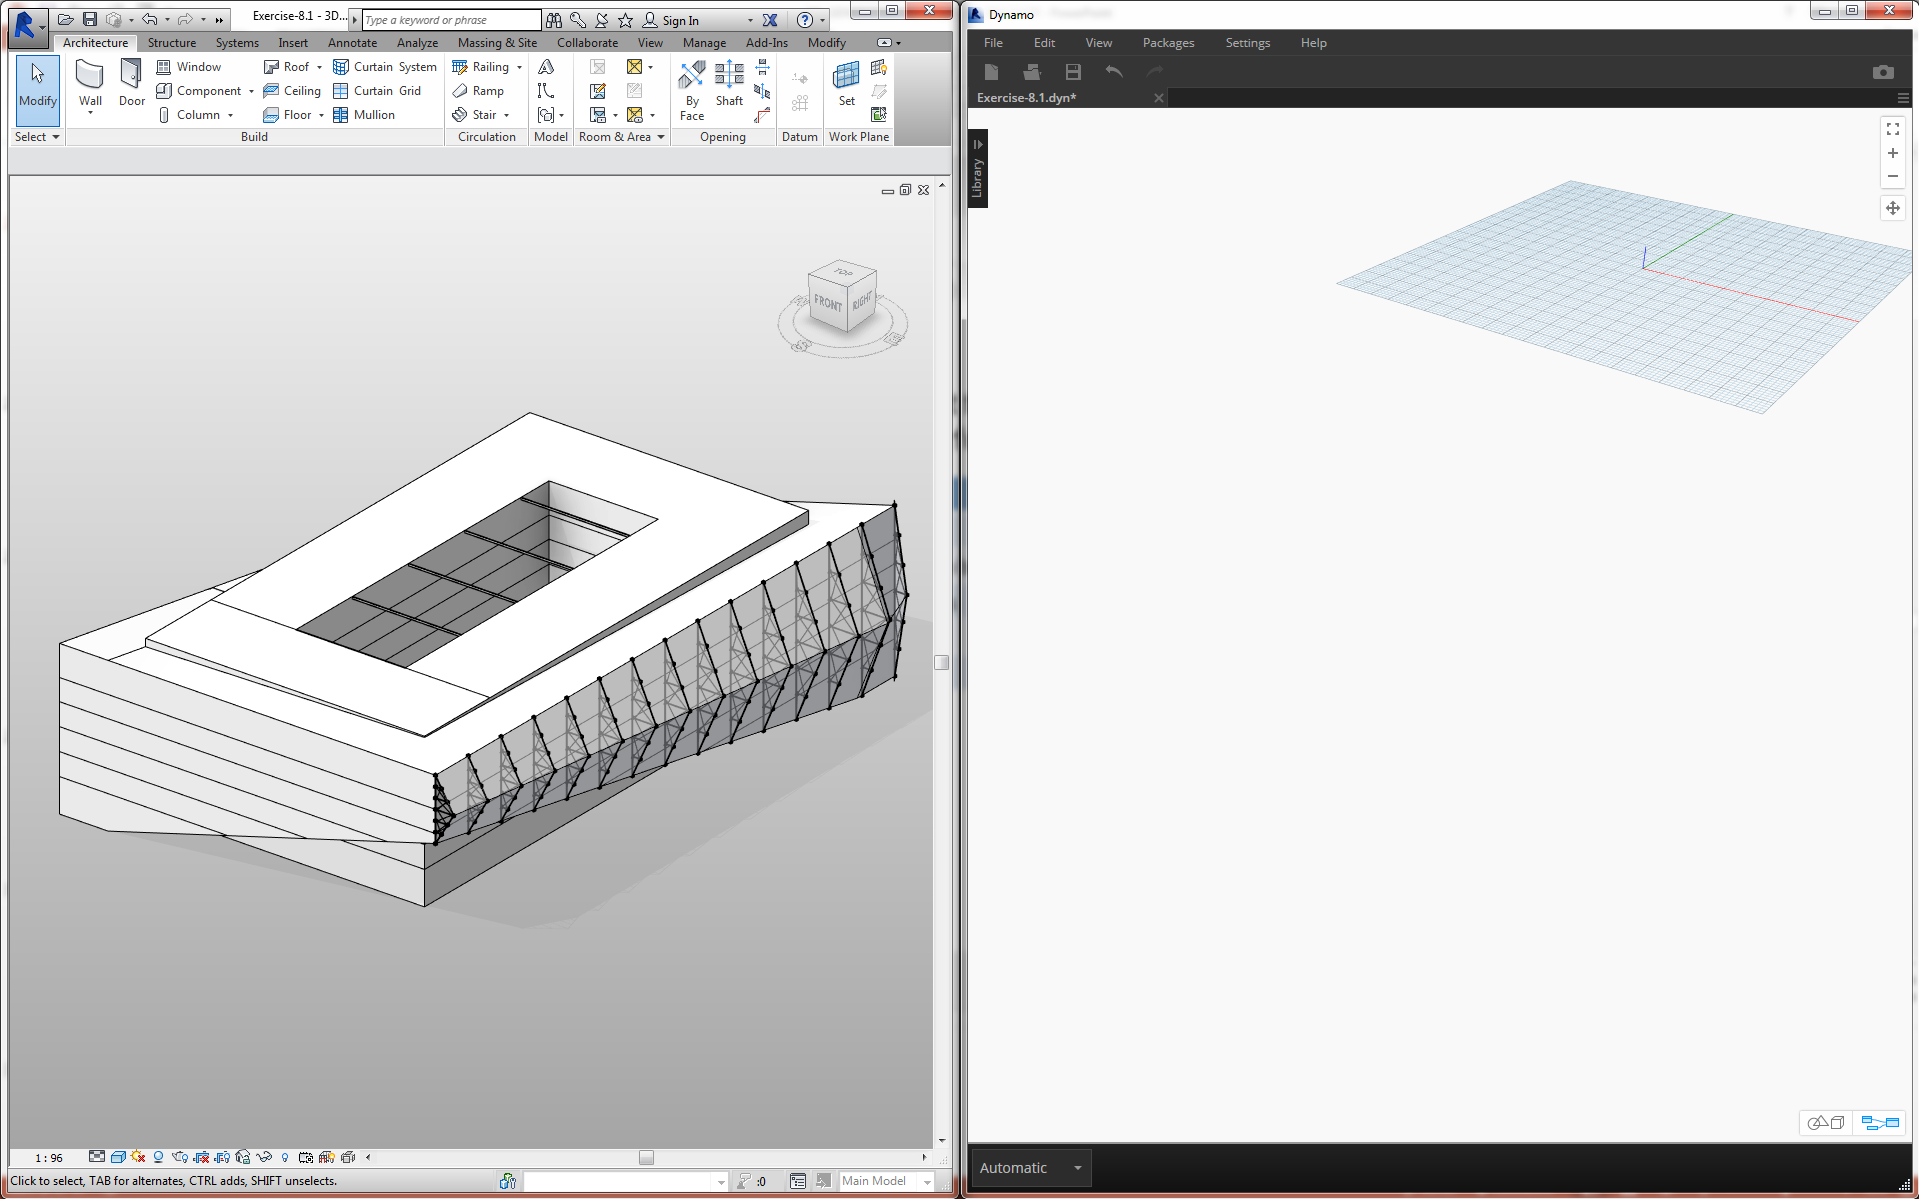 Exercise-8.1 - 3D...
Type a keyword or phrase
Sign In
Architecture Structure Systems Insert Annotate Analyze Massing & Site Collaborate View Manage Add-Ins Modify
Modify
Wall
Door
Window
Component
Column
Roof
Ceiling
Floor
Curtain System
Curtain Grid
Mullion
Railing
Ramp
Stair
By
Face
Shaft
Set
Select
Build
Circulation
Model
Room & Area
Opening
Datum
Work Plane
TOP
FRONT
RIGHT
1 : 96
Click to select, TAB for alternates, CTRL adds, SHIFT unselects.
:0
Main Model
Dynamo
File Edit View Packages Settings Help
Exercise-8.1.dyn*
Library
Automatic